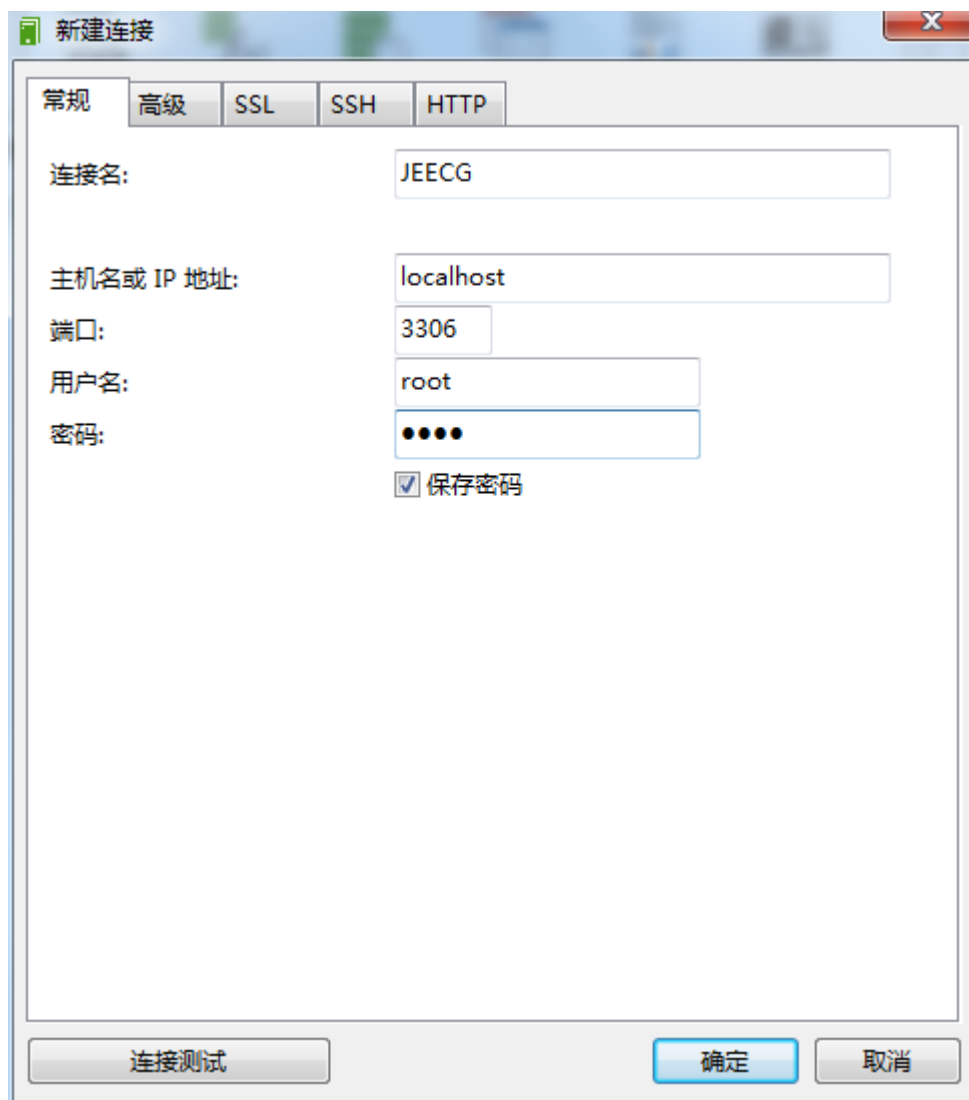 新建连接
常规 高级 SSL SSH HTTP
连接名: JEECG
主机名或 IP 地址: localhost
端口: 3306
用户名: root
密码: ●●●●
保存密码
连接测试 确定 取消